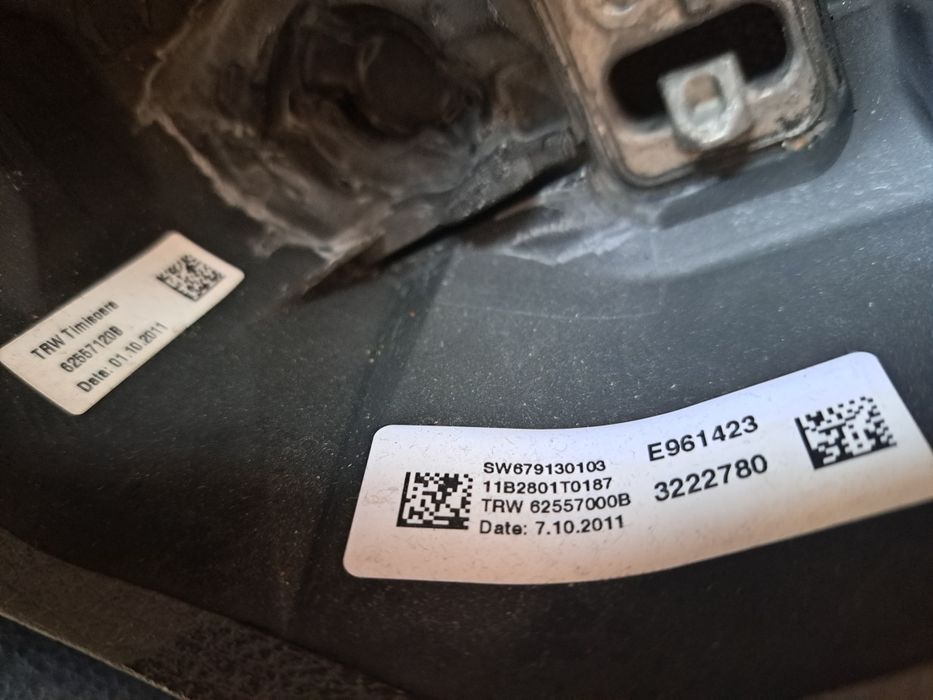 TRW Timisoara
62557120B
Date: 01.10.2011
SW679130103
11B2801T0187
TRW 62557000B
Date: 7.10.2011
E961423
3222780